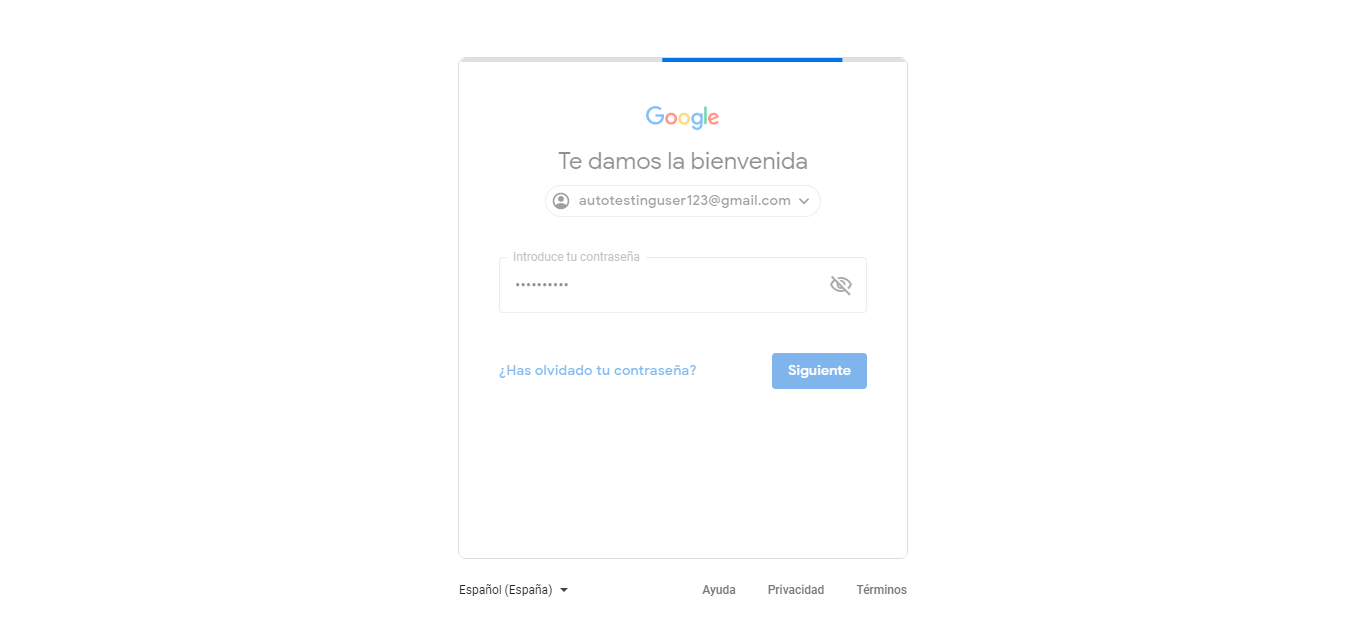 Google
Te damos la bienvenida
autotestinguser123@gmail.com
Introduce tu contraseña
••••••••••
¿Has olvidado tu contraseña?
Siguiente
Español (España)
Ayuda Privacidad Términos